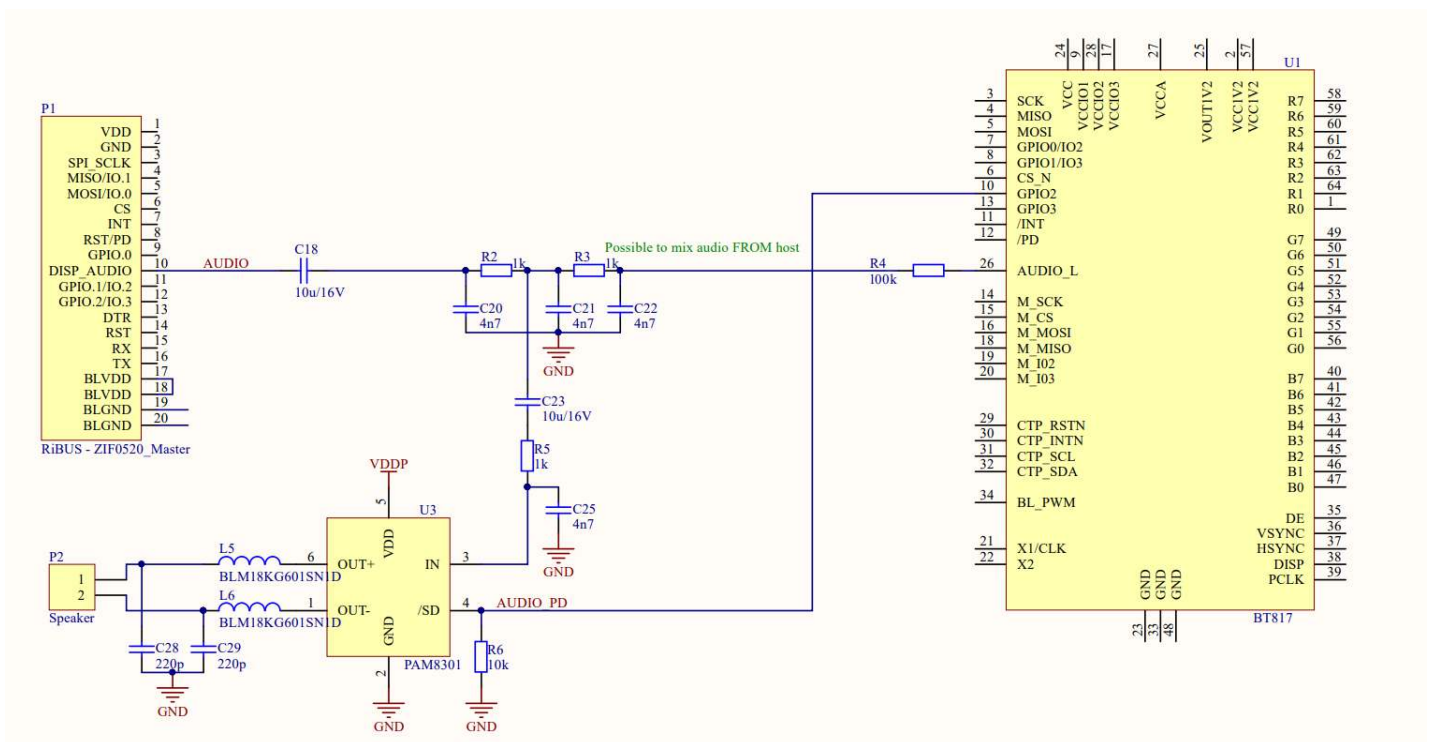 P1
VDD 1
GND 2
SPI_SCLK 3
MISO/IO.1 4
MOSI/IO.0 5
CS 6
INT 7
RST/PD 8
GPIO.0 9
DISP_AUDIO 10
GPIO.1/IO.2 11
GPIO.2/IO.3 12
DTR 13
RST 14
RX 15
TX 16
BLVDD 17
BLVDD 18
BLGND 19
BLGND 20
RiBUS - ZIF0520_Master
AUDIO
C18
10u/16V
R2
1k
R3
1k
Possible to mix audio FROM host
R4
100k
C20
4n7
C21
4n7
C22
4n7
GND
C23
10u/16V
R5
1k
C25
4n7
GND
VDDP
U3
5
VDD
6 OUT+
IN 3
1 OUT-
/SD 4
GND
2
PAM8301
GND
AUDIO_PD
R6
10k
GND
P2
1
2
Speaker
L5
BLM18KG601SN1D
L6
BLM18KG601SN1D
C28
220p
C29
220p
GND
U1
24 VCC
9 VCCIO1
28 VCCIO2
17 VCCIO3
27 VCCA
25 VOUT1V2
2 VCC1V2
57 VCC1V2
3 SCK
4 MISO
5 MOSI
7 GPIO0/IO2
8 GPIO1/IO3
6 CS_N
10 GPIO2
13 GPIO3
11 /INT
12 /PD
26 AUDIO_L
14 M_SCK
15 M_CS
16 M_MOSI
18 M_MISO
19 M_I02
20 M_I03
29 CTP_RSTN
30 CTP_INTN
31 CTP_SCL
32 CTP_SDA
34 BL_PWM
21 X1/CLK
22 X2
R7 58
R6 59
R5 60
R4 61
R3 62
R2 63
R1 64
R0 1
G7 49
G6 50
G5 51
G4 52
G3 53
G2 54
G1 55
G0 56
B7 40
B6 41
B5 42
B4 43
B3 44
B2 45
B1 46
B0 47
DE 35
VSYNC 36
HSYNC 37
DISP 38
PCLK 39
GND 23
GND 33
GND 48
BT817